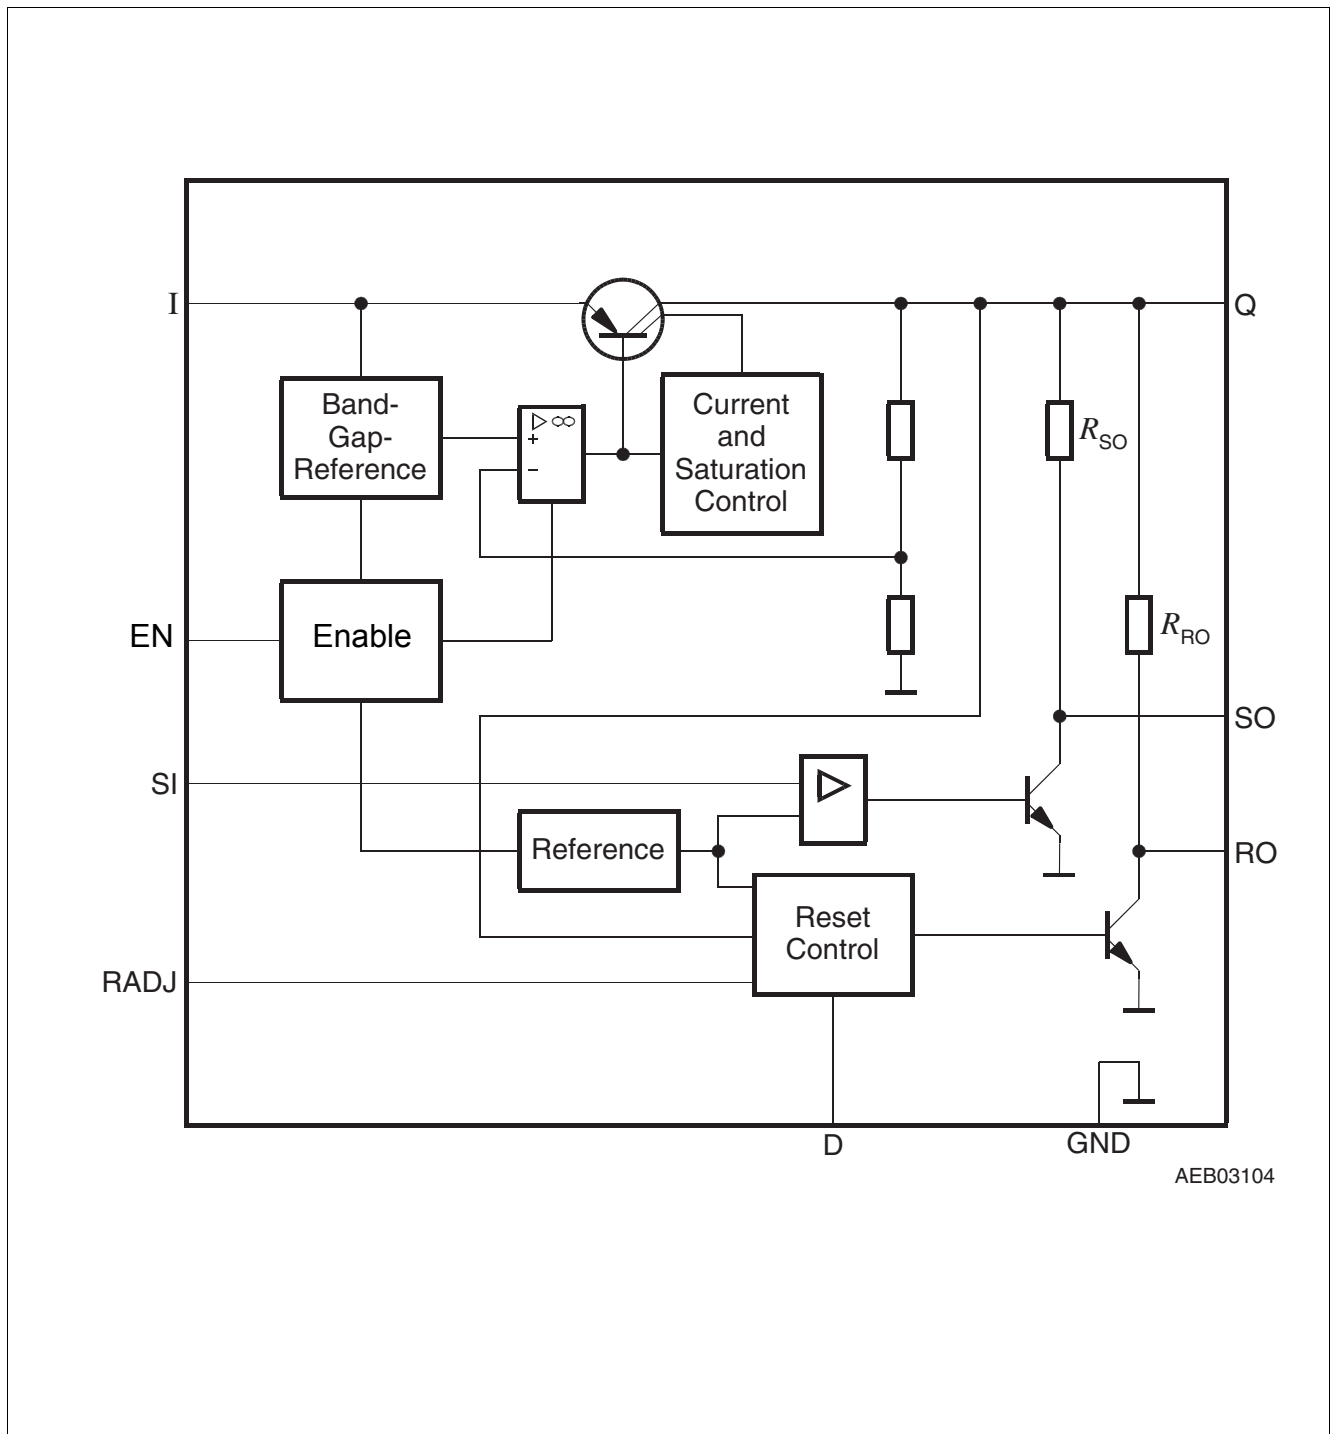 I
Q
Band-
Gap-
Reference
▷ ∞
+
−
Current
and
Saturation
Control
R_SO
EN
Enable
R_RO
SO
SI
Reference
RO
Reset
Control
RADJ
D
GND
AEB03104